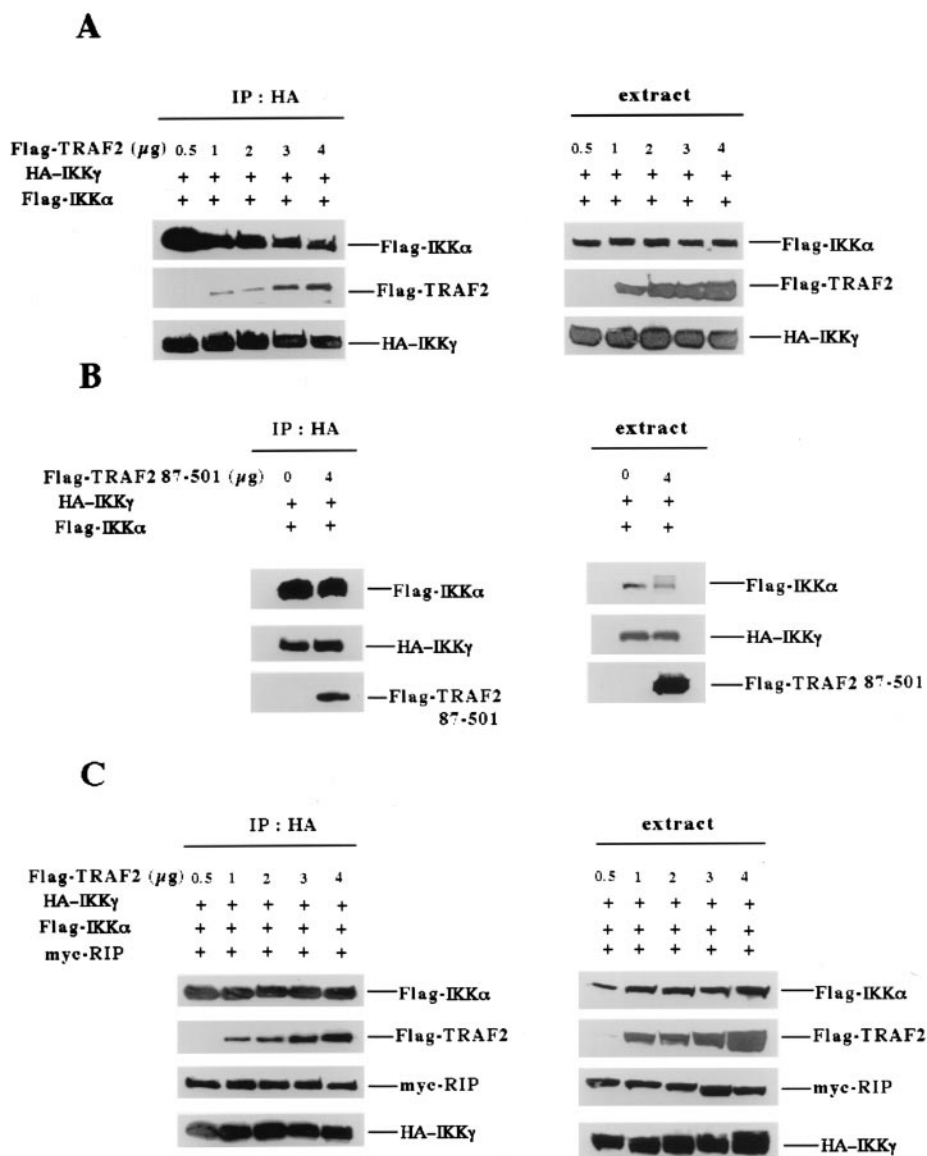 A
IP : HA
extract
Flag-TRAF2 (µg) 0.5 1 2 3 4
0.5 1 2 3 4
HA-IKKγ + + + + +
+ + + + +
Flag-IKKα + + + + +
+ + + + +
Flag-IKKα
Flag-IKKα
Flag-TRAF2
Flag-TRAF2
HA-IKKγ
HA-IKKγ
B
IP : HA
extract
Flag-TRAF2 87-501 (µg) 0 4
0 4
HA-IKKγ + +
+ +
Flag-IKKα + +
+ +
Flag-IKKα
Flag-IKKα
HA-IKKγ
HA-IKKγ
Flag-TRAF2
87-501
Flag-TRAF2 87-501
C
IP : HA
extract
Flag-TRAF2 (µg) 0.5 1 2 3 4
0.5 1 2 3 4
HA-IKKγ + + + + +
+ + + + +
Flag-IKKα + + + + +
+ + + + +
myc-RIP + + + + +
+ + + + +
Flag-IKKα
Flag-IKKα
Flag-TRAF2
Flag-TRAF2
myc-RIP
myc-RIP
HA-IKKγ
HA-IKKγ